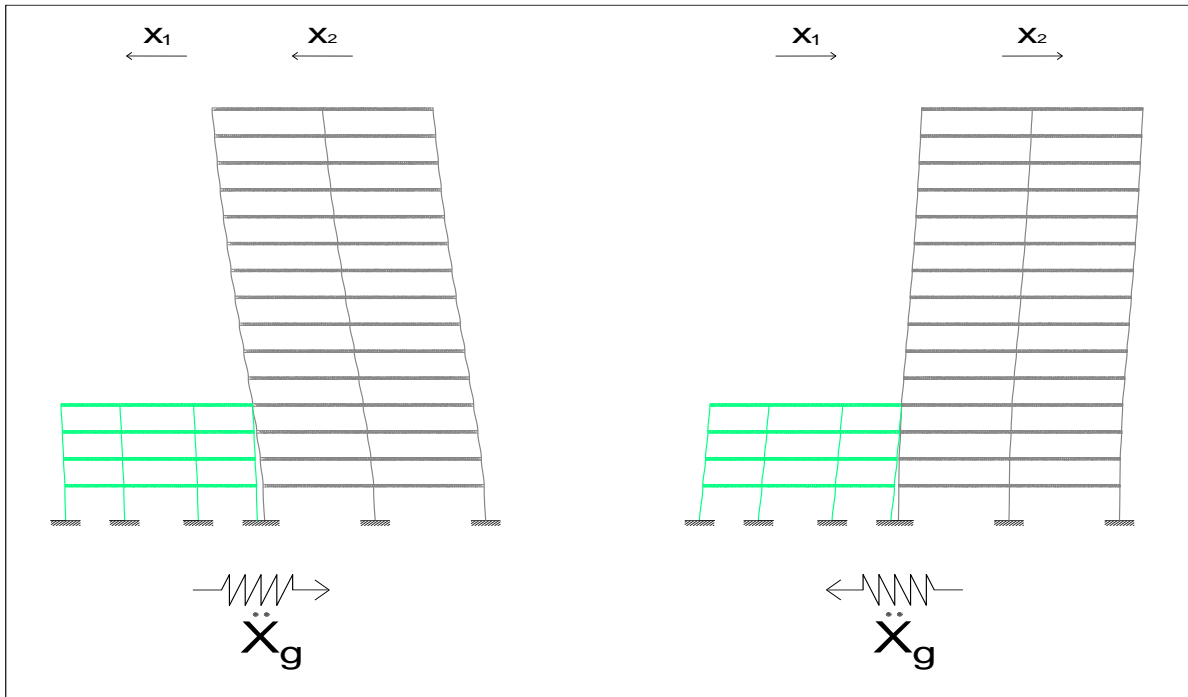 x₁ x₂ x₁ x₂
Ẍg Ẍg